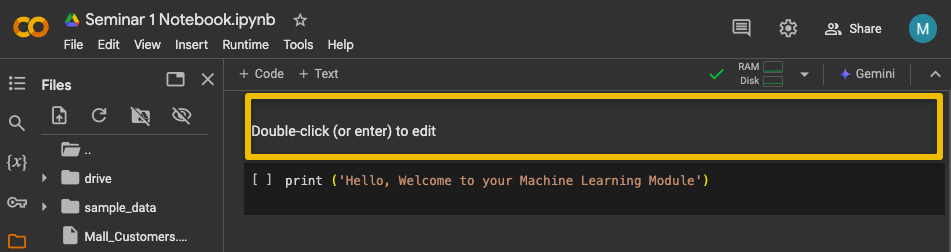 Seminar 1 Notebook.ipynb
File Edit View Insert Runtime Tools Help
Share
M
Files
+ Code + Text
RAM
Disk
Gemini
{x}
..
drive
sample_data
Mall_Customers....
Double-click (or enter) to edit
[ ] print ('Hello, Welcome to your Machine Learning Module')